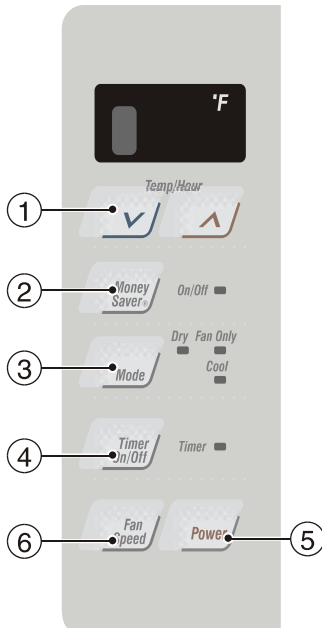 °F
Temp/Hour
1
2
Money
Saver®
On/Off
Dry Fan Only
3
Mode
Cool
4
Timer
On/Off
Timer
6
Fan
Speed
Power
5